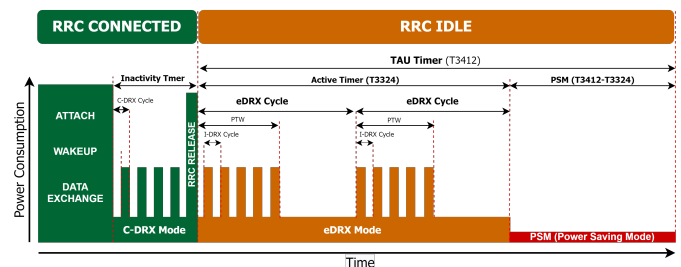 RRC CONNECTED
RRC IDLE
TAU Timer (T3412)
Inactivity Tmer
Active Timer (T3324)
PSM (T3412-T3324)
C-DRX Cycle
eDRX Cycle
eDRX Cycle
PTW
PTW
I-DRX Cycle
I-DRX Cycle
ATTACH
WAKEUP
DATA
EXCHANGE
RRC RELEASE
Power Consumption
C-DRX Mode
eDRX Mode
PSM (Power Saving Mode)
Time